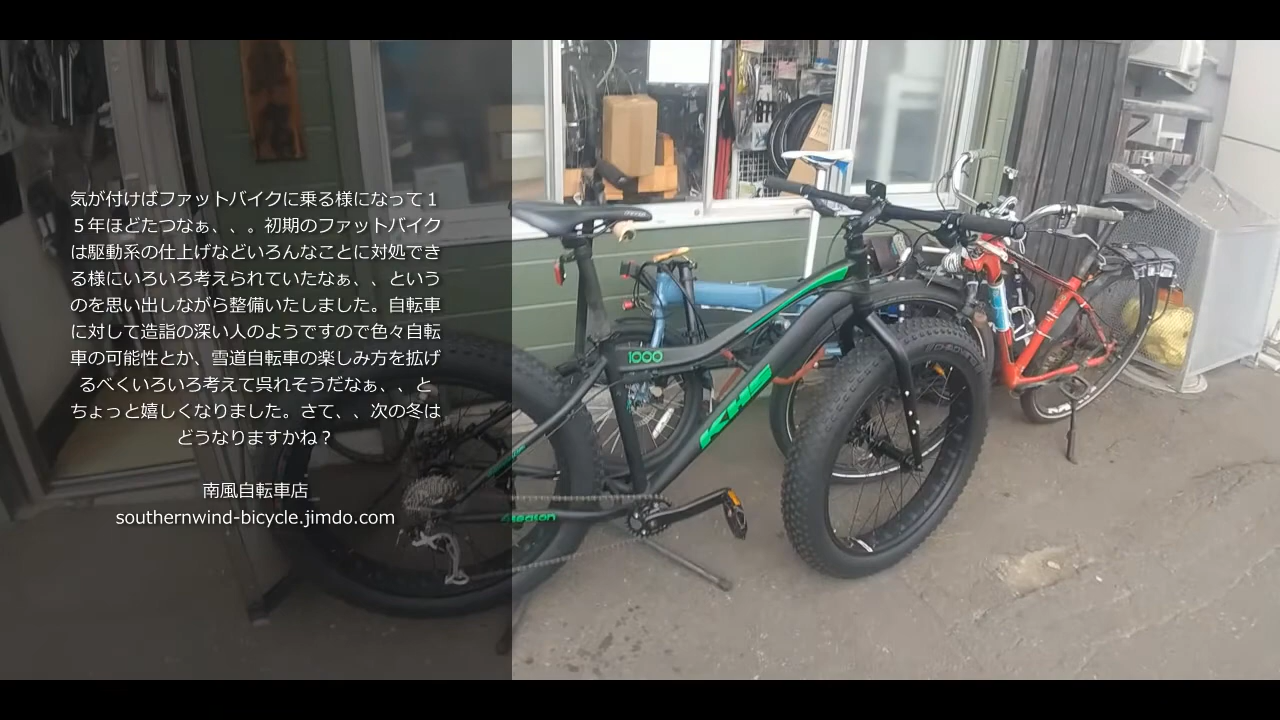 気が付けばファットバイクに乗る様になって１
５年ほどたつなぁ、、。初期のファットバイク
は駆動系の仕上げなどいろんなことに対処でき
る様にいろいろ考えられていたなぁ、、という
のを思い出しながら整備いたしました。自転車
に対して造詣の深い人のようですので色々自転
車の可能性とか、雪道自転車の楽しみ方を拡げ
るべくいろいろ考えて呉れそうだなぁ、、と
ちょっと嬉しくなりました。さて、、次の冬は
どうなりますかね？
南風自転車店
southernwind-bicycle.jimdo.com
1000
KHS
4season